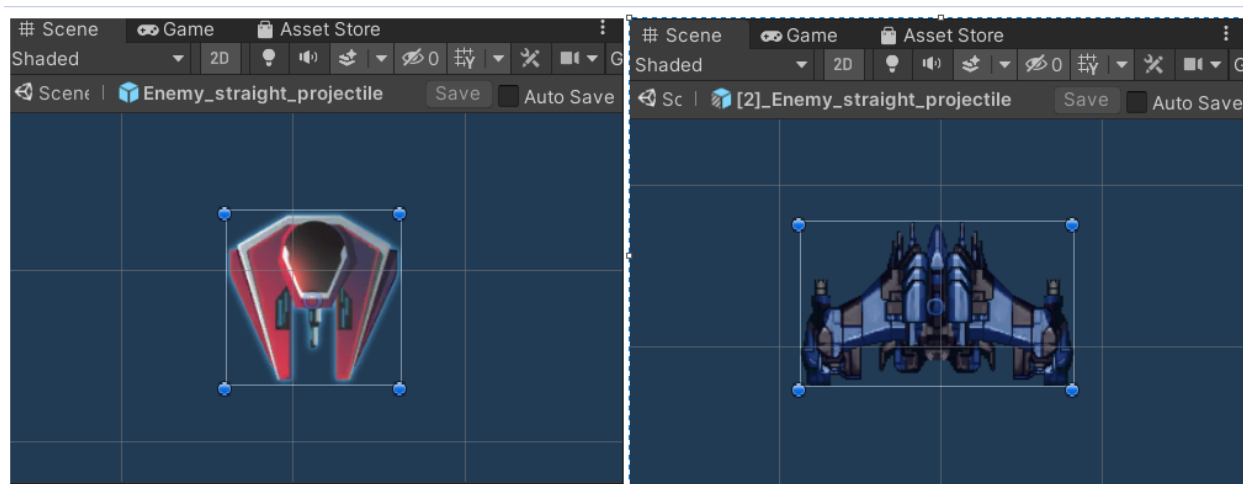 Scene Game Asset Store
Shaded 2D 0 G
Scene Enemy_straight_projectile Save Auto Save
Scene Game Asset Store
Shaded 2D 0 G
Sc [2]_Enemy_straight_projectile Save Auto Save